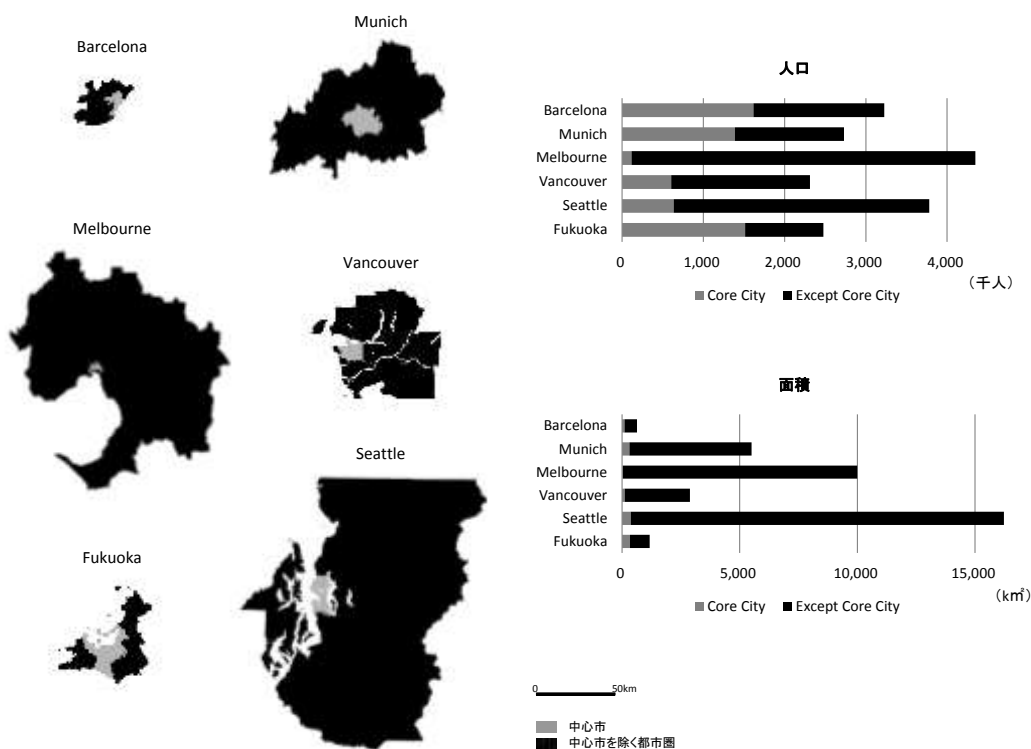 Barcelona
Munich
Melbourne
Vancouver
Fukuoka
Seattle
人口
Barcelona
Munich
Melbourne
Vancouver
Seattle
Fukuoka
0 1,000 2,000 3,000 4,000
（千人）
Core City Except Core City
面積
Barcelona
Munich
Melbourne
Vancouver
Seattle
Fukuoka
0 5,000 10,000 15,000
(k㎡)
Core City Except Core City
0 50km
中心市
中心市を除く都市圏